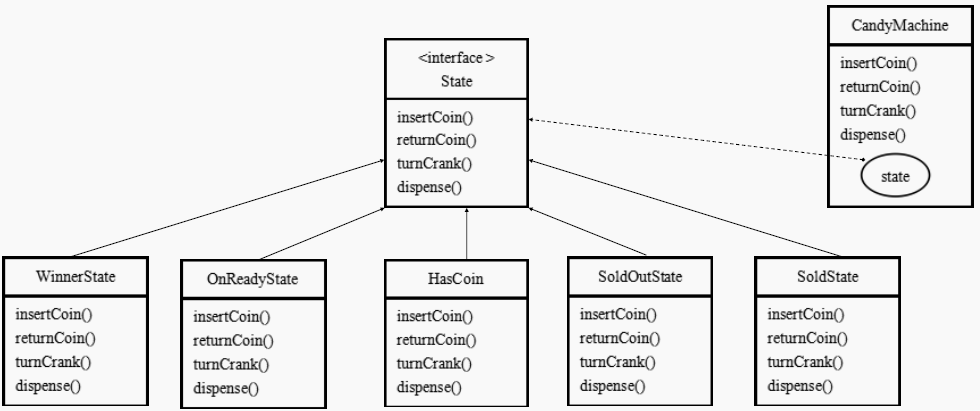 CandyMachine
insertCoin()
returnCoin()
turnCrank()
dispense()
state
<interface >
State
insertCoin()
returnCoin()
turnCrank()
dispense()
WinnerState
insertCoin()
returnCoin()
turnCrank()
dispense()
OnReadyState
insertCoin()
returnCoin()
turnCrank()
dispense()
HasCoin
insertCoin()
returnCoin()
turnCrank()
dispense()
SoldOutState
insertCoin()
returnCoin()
turnCrank()
dispense()
SoldState
insertCoin()
returnCoin()
turnCrank()
dispense()